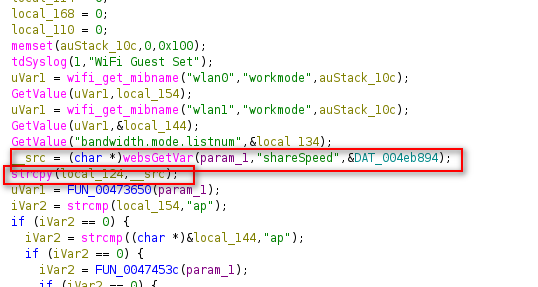 local_168 = 0;
local_110 = 0;
memset(auStack_10c,0,0x100);
tdSyslog(1,"WiFi Guest Set");
uVar1 = wifi_get_mibname("wlan0","workmode",auStack_10c);
GetValue(uVar1,local_154);
uVar1 = wifi_get_mibname("wlan1","workmode",auStack_10c);
GetValue(uVar1,&local_144);
GetValue("bandwidth.mode.listnum",&local_134);
__src = (char *)websGetVar(param_1,"shareSpeed",&DAT_004eb894);
strcpy(local_124,__src);
uVar1 = FUN_00473650(param_1);
iVar2 = strcmp(local_154,"ap");
if (iVar2 == 0) {
iVar2 = strcmp((char *)&local_144,"ap");
if (iVar2 == 0) {
iVar2 = FUN_0047453c(param_1);